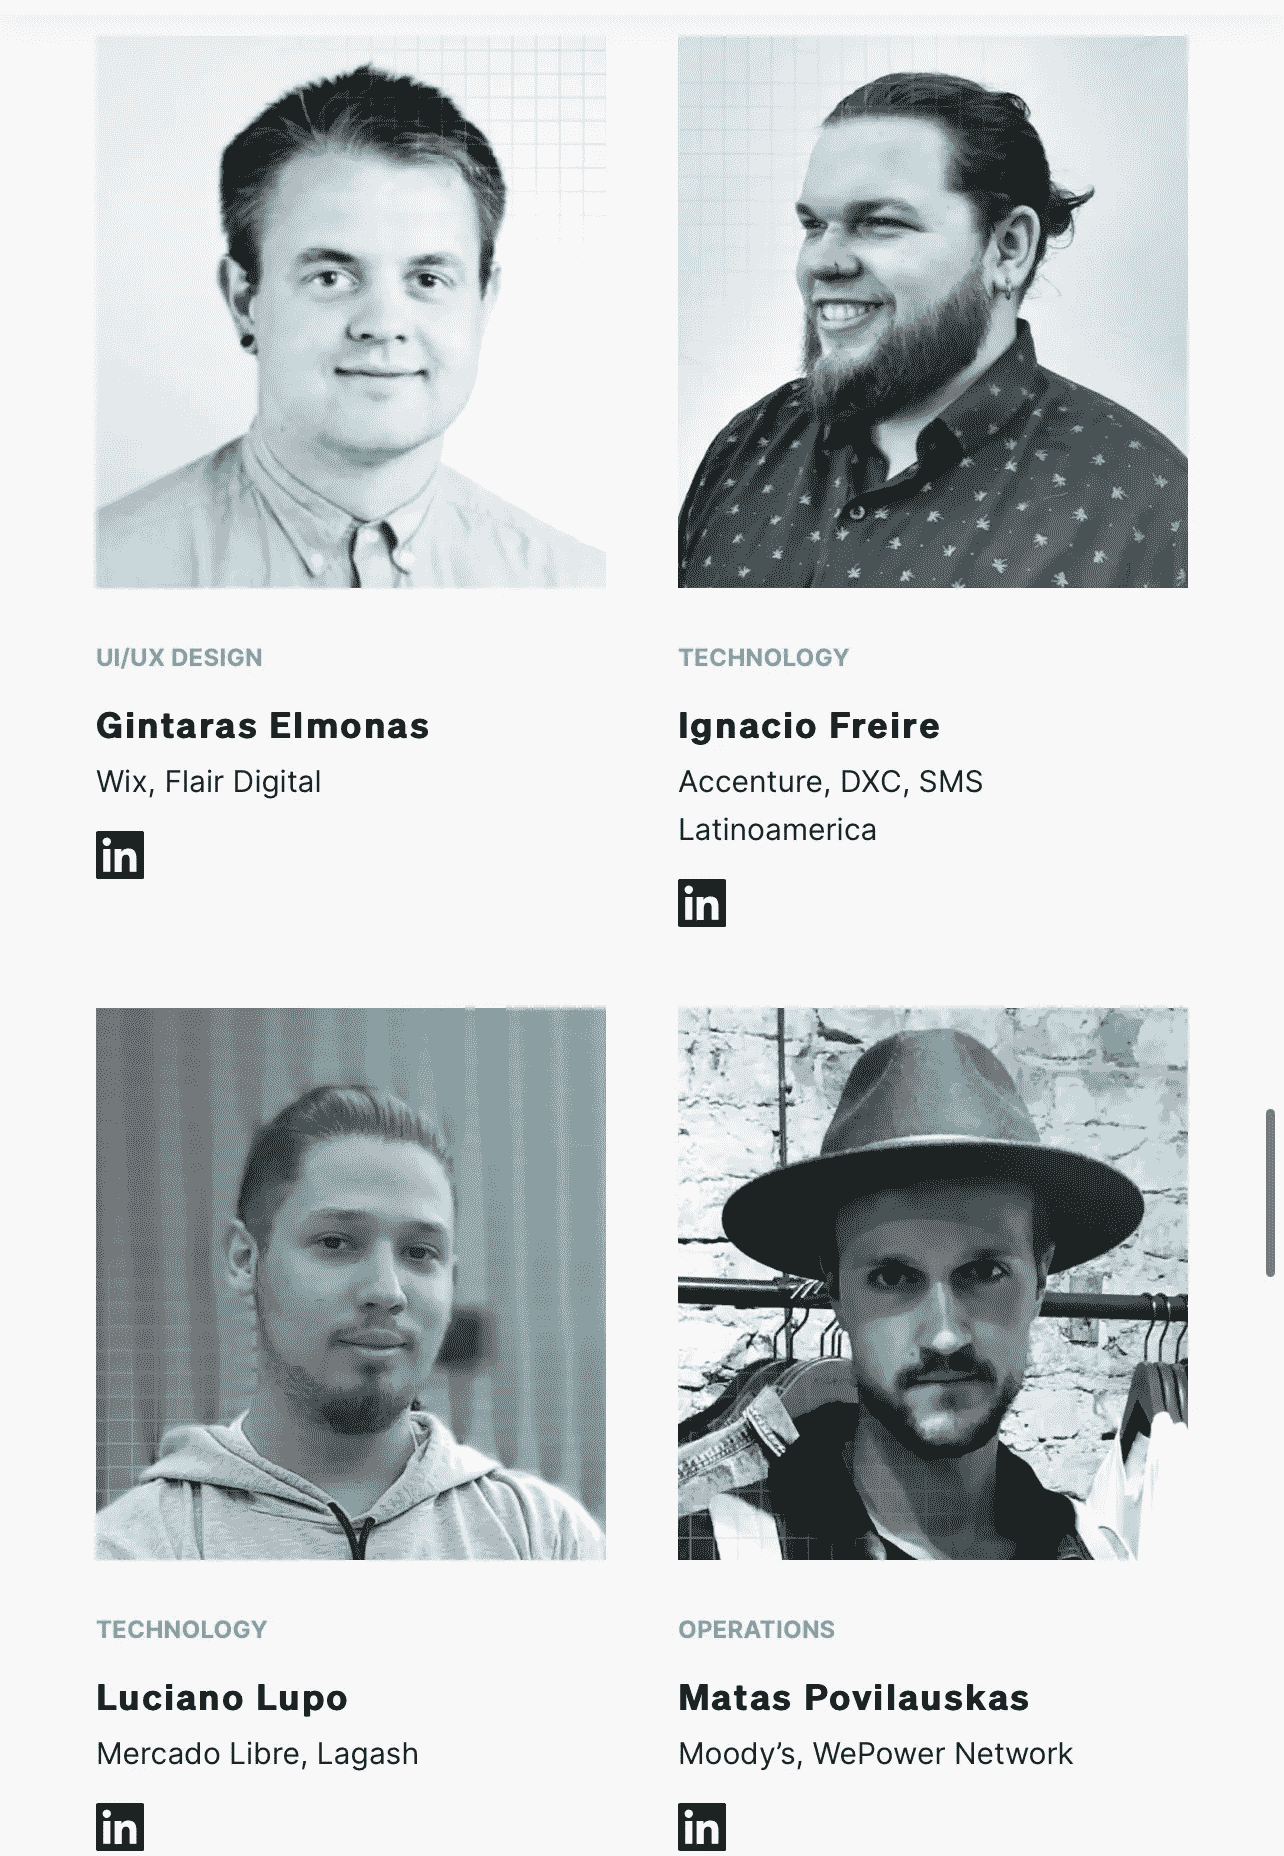 UI/UX DESIGN
Gintaras Elmonas
Wix, Flair Digital
in
TECHNOLOGY
Ignacio Freire
Accenture, DXC, SMS
Latinoamerica
in
TECHNOLOGY
Luciano Lupo
Mercado Libre, Lagash
in
OPERATIONS
Matas Povilauskas
Moody’s, WePower Network
in